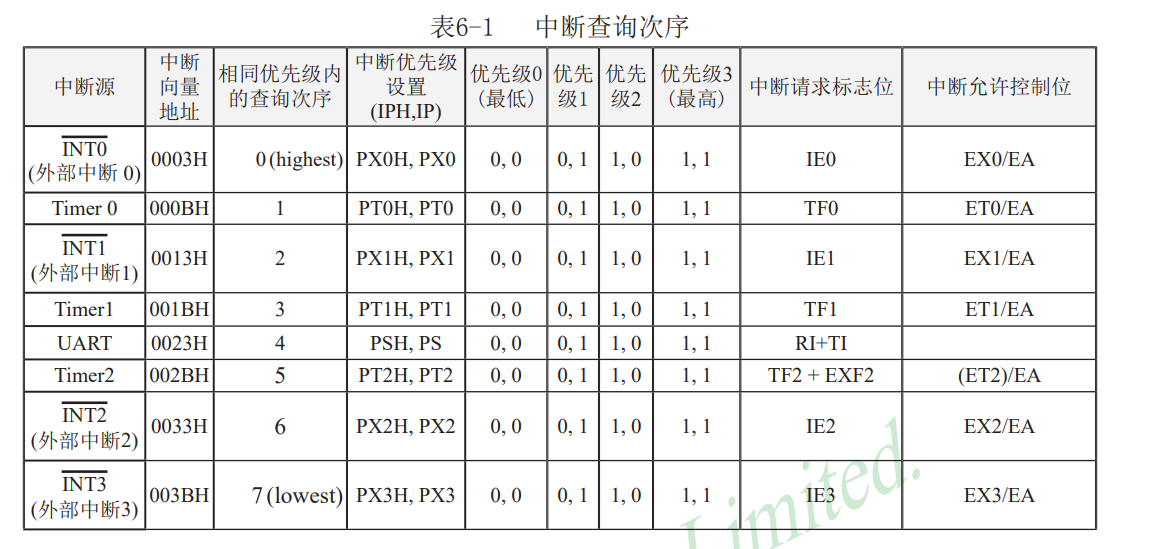 表6-1 中断查询次序
中断源 中断向量地址 相同优先级内的查询次序 中断优先级设置(IPH,IP) 优先级0(最低) 优先级1 优先级2 优先级3(最高) 中断请求标志位 中断允许控制位
INT0(外部中断 0) 0003H 0(highest) PX0H, PX0 0, 0 0, 1 1, 0 1, 1 IE0 EX0/EA
Timer 0 000BH 1 PT0H, PT0 0, 0 0, 1 1, 0 1, 1 TF0 ET0/EA
INT1(外部中断1) 0013H 2 PX1H, PX1 0, 0 0, 1 1, 0 1, 1 IE1 EX1/EA
Timer1 001BH 3 PT1H, PT1 0, 0 0, 1 1, 0 1, 1 TF1 ET1/EA
UART 0023H 4 PSH, PS 0, 0 0, 1 1, 0 1, 1 RI+TI
Timer2 002BH 5 PT2H, PT2 0, 0 0, 1 1, 0 1, 1 TF2 + EXF2 (ET2)/EA
INT2(外部中断2) 0033H 6 PX2H, PX2 0, 0 0, 1 1, 0 1, 1 IE2 EX2/EA
INT3(外部中断3) 003BH 7 (lowest) PX3H, PX3 0, 0 0, 1 1, 0 1, 1 IE3 EX3/EA
Limited.